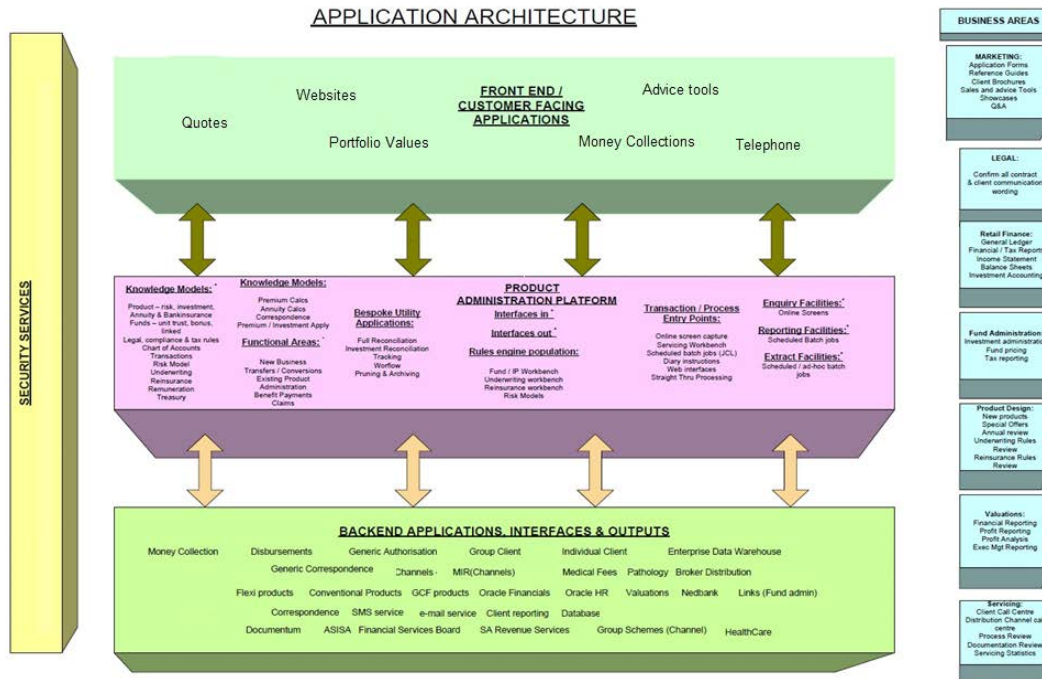 APPLICATION ARCHITECTURE
SECURITY SERVICES
FRONT END /
CUSTOMER FACING
APPLICATIONS
Websites
Advice tools
Quotes
Portfolio Values
Money Collections
Telephone
Knowledge Models:*
Product – risk, investment,
Annuity & Bankinsurance
Funds – unit trust, bonus,
linked
Legal, compliance & tax rules
Chart of Accounts
Transactions
Risk Model
Underwriting
Reinsurance
Remuneration
Treasury
Knowledge Models:
Premium Calcs
Annuity Calcs
Correspondence
Premium / Investment Apply
Functional Areas:*
New Business
Transfers / Conversions
Existing Product
Administration
Benefit Payments
Claims
Bespoke Utility
Applications:
Full Reconciliation
Investment Reconciliation
Tracking
Worflow
Pruning & Archiving
PRODUCT
ADMINISTRATION PLATFORM
Interfaces in *
Interfaces out *
Rules engine population:
Fund / IP Workbench
Underwriting workbench
Reinsurance workbench
Risk Models
Transaction / Process
Entry Points:
Online screen capture
Servicing Workbench
Scheduled batch jobs (JCL)
Diary instructions
Web interfaces
Straight Thru Processing
Enquiry Facilities:*
Online Screens
Reporting Facilities:*
Scheduled Batch jobs
Extract Facilities:*
Scheduled / ad-hoc batch
jobs
BACKEND APPLICATIONS, INTERFACES & OUTPUTS
Money Collection Disbursements Generic Authorisation Group Client Individual Client Enterprise Data Warehouse
Generic Correspondence Channels- MIR(Channels) Medical Fees Pathology Broker Distribution
Flexi products Conventional Products GCF products Oracle Financials Oracle HR Valuations Nedbank Links (Fund admin)
Correspondence SMS service e-mail service Client reporting Database
Documentum ASISA Financial Services Board SA Revenue Services Group Schemes (Channel) HealthCare
BUSINESS AREAS
MARKETING:
Application Forms
Reference Guides
Client Brochures
Sales and advice Tools
Showcases
Q&A
LEGAL:
Confirm all contract
& client communication
wording
Retail Finance:
General Ledger
Financial / Tax Reports
Income Statement
Balance Sheets
Investment Accounting
Fund Administration:
Investment administration
Fund pricing
Tax reporting
Product Design:
New products
Special Offers
Annual review
Underwriting Rules
Review
Reinsurance Rules
Review
Valuations:
Financial Reporting
Profit Reporting
Profit Analysis
Exec Mgt Reporting
Servicing:
Client Call Centre
Distribution Channel call
centre
Process Review
Documentation Review
Servicing Statistics